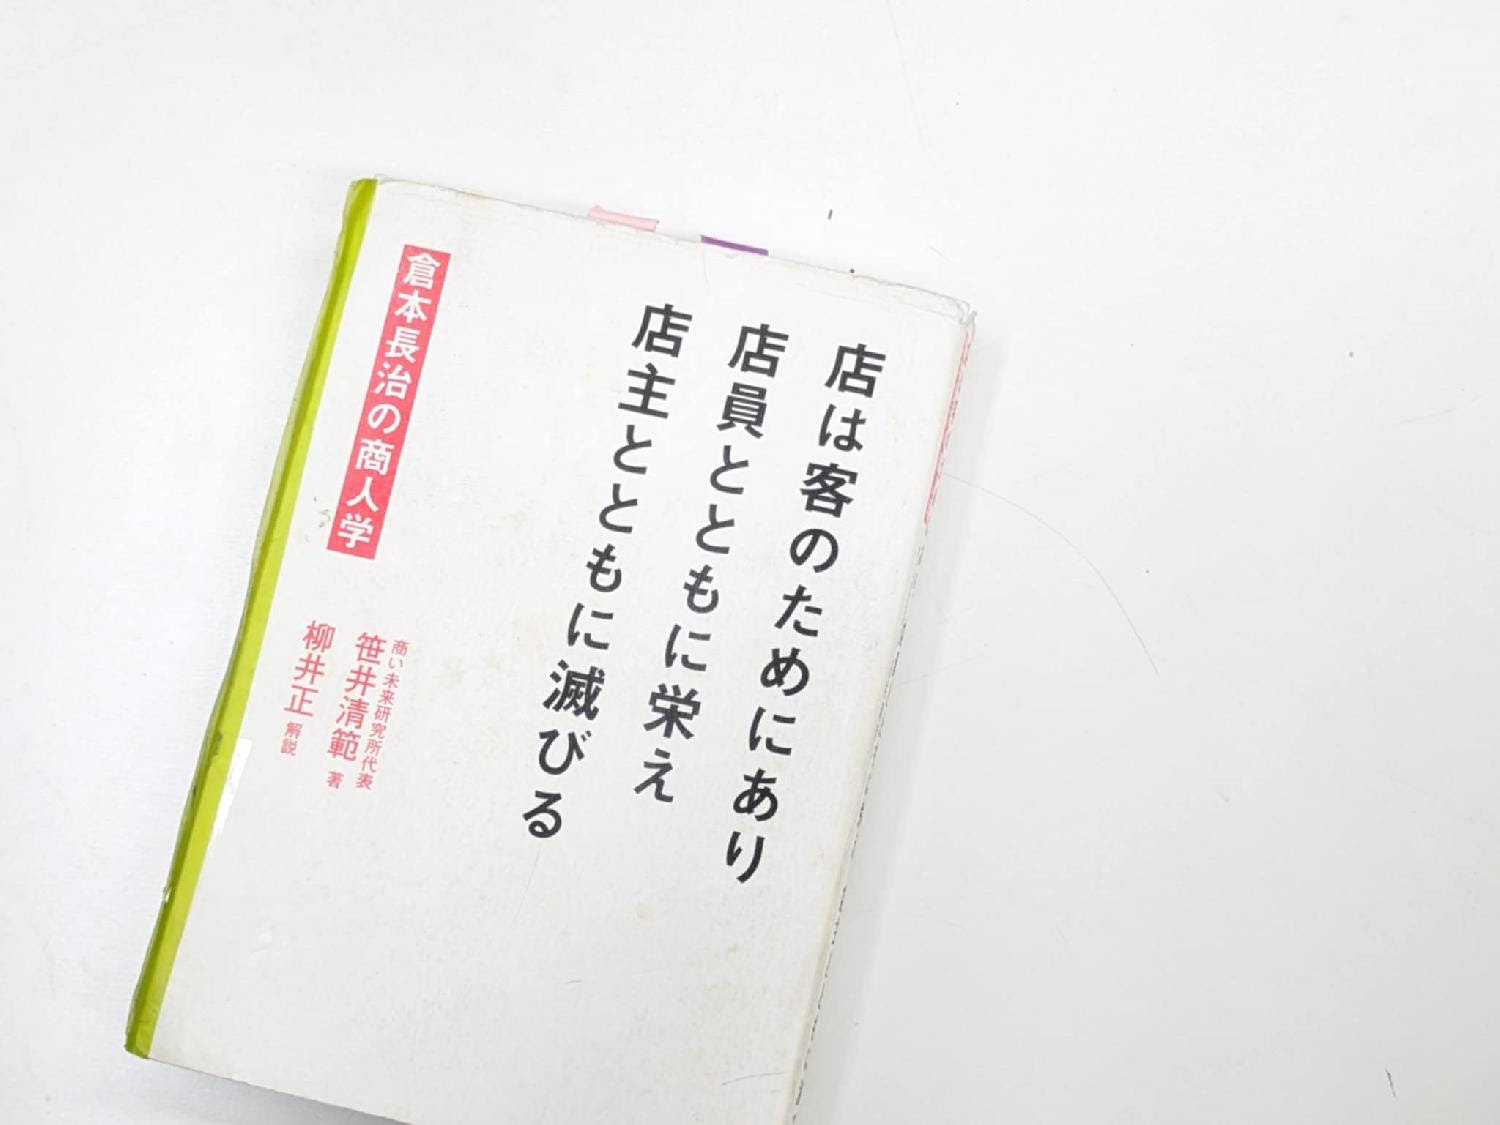 店は客のためにあり
店員とともに栄え
店主とともに滅びる
倉本長治の商人学
商い未来研究所代表
笹井清範 著
柳井正 解説